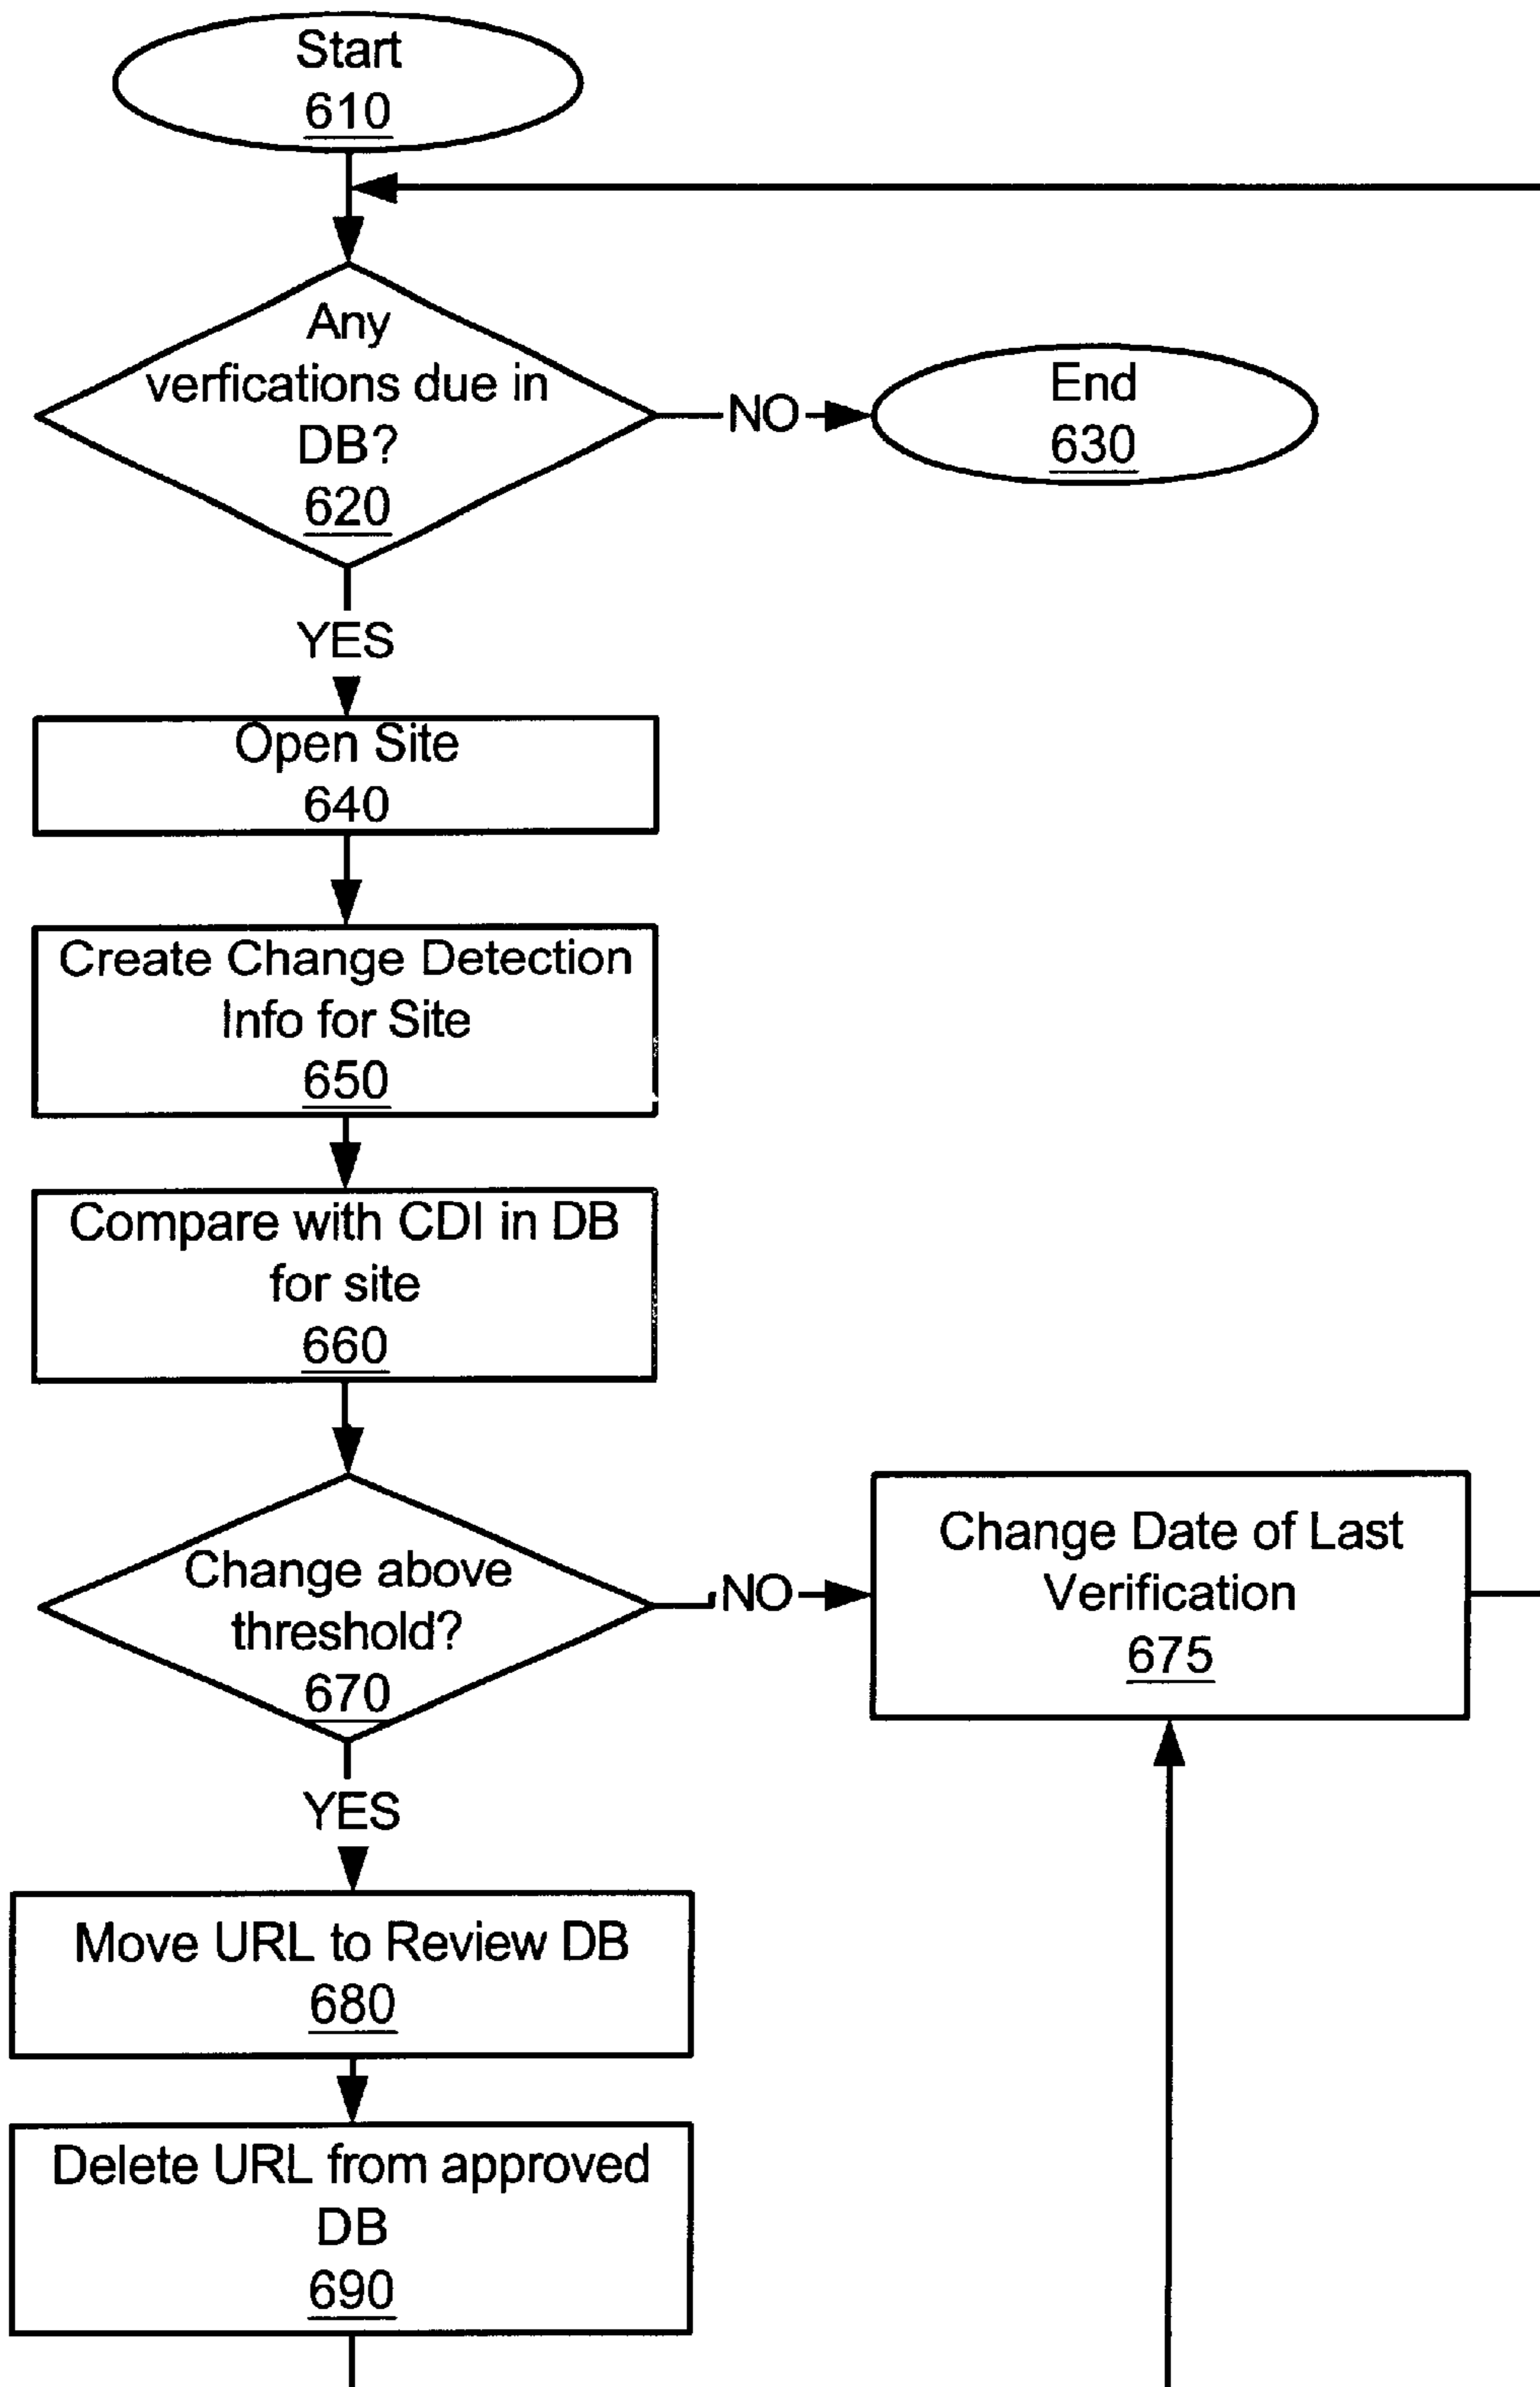 Start
610
Any
verfications due in
DB?
620
NO
End
630
YES
Open Site
640
Create Change Detection
Info for Site
650
Compare with CDI in DB
for site
660
Change above
threshold?
670
NO
Change Date of Last
Verification
675
YES
Move URL to Review DB
680
Delete URL from approved
DB
690